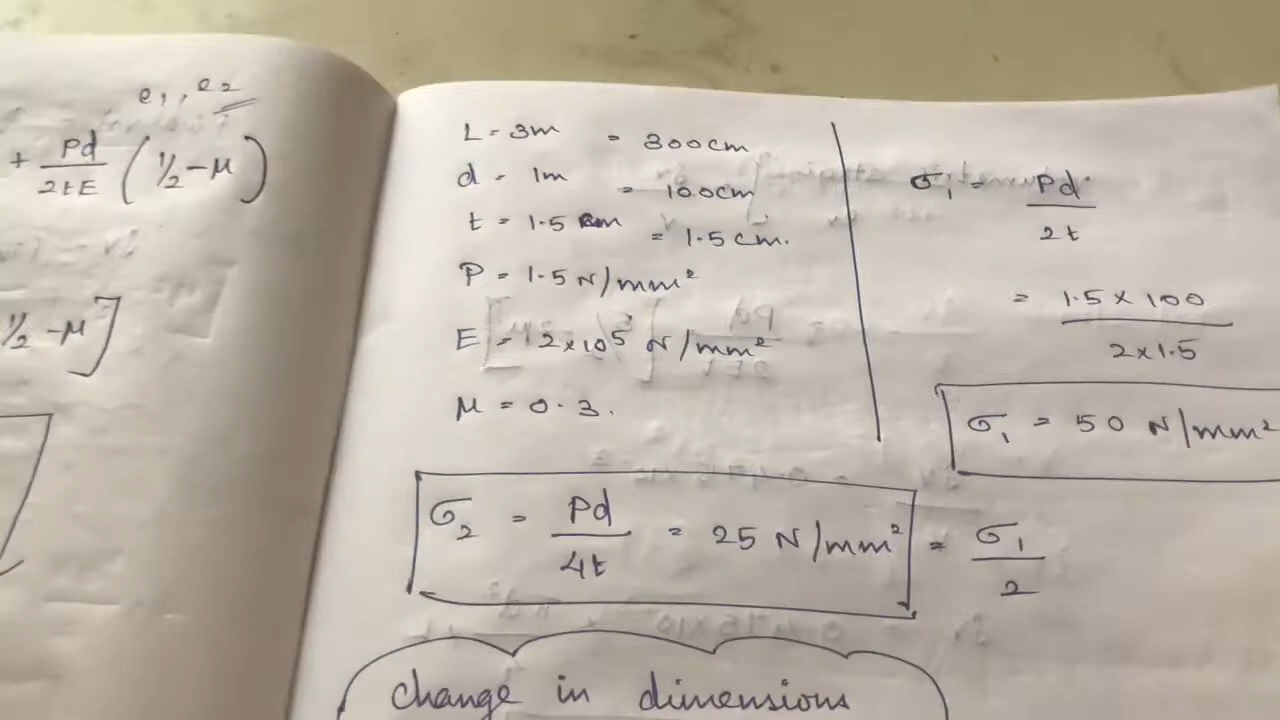 e₁, e₂
+ Pd/2tE (1/2 - μ)
1/2 - μ]
L = 3m = 300cm
d = 1m = 100cm
t = 1.5 cm = 1.5 cm.
P = 1.5 N/mm²
E = 2×10⁵ N/mm²
μ = 0.3.
σ₁ = Pd/2t
= 1.5 × 100 / 2×1.5
σ₁ = 50 N/mm²
σ₂ = Pd/4t = 25 N/mm² = σ₁/2
change in dimensions